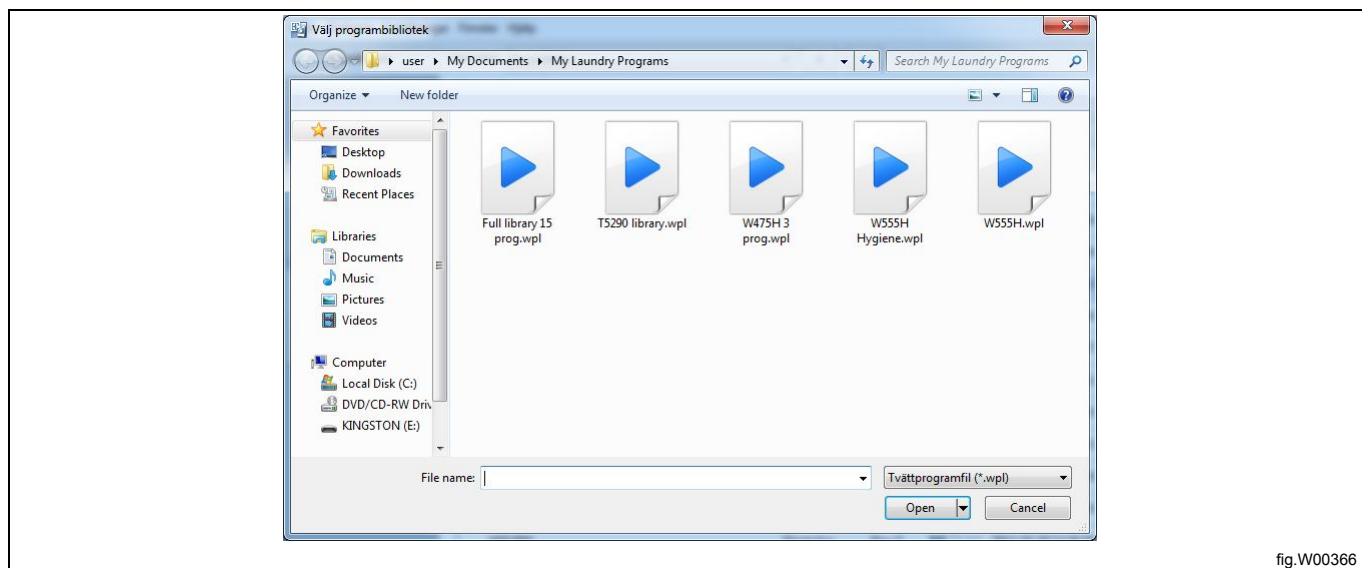 Välj programbibliotek
user ▸ My Documents ▸ My Laundry Programs
Search My Laundry Programs
Organize
New folder
Favorites
Desktop
Downloads
Recent Places
Libraries
Documents
Music
Pictures
Videos
Computer
Local Disk (C:)
DVD/CD-RW Driv
KINGSTON (E:)
Full library 15
prog.wpl
T5290 library.wpl
W475H 3
prog.wpl
W555H
Hygiene.wpl
W555H.wpl
File name:
Tvättprogramfil (*.wpl)
Open
Cancel
fig.W00366